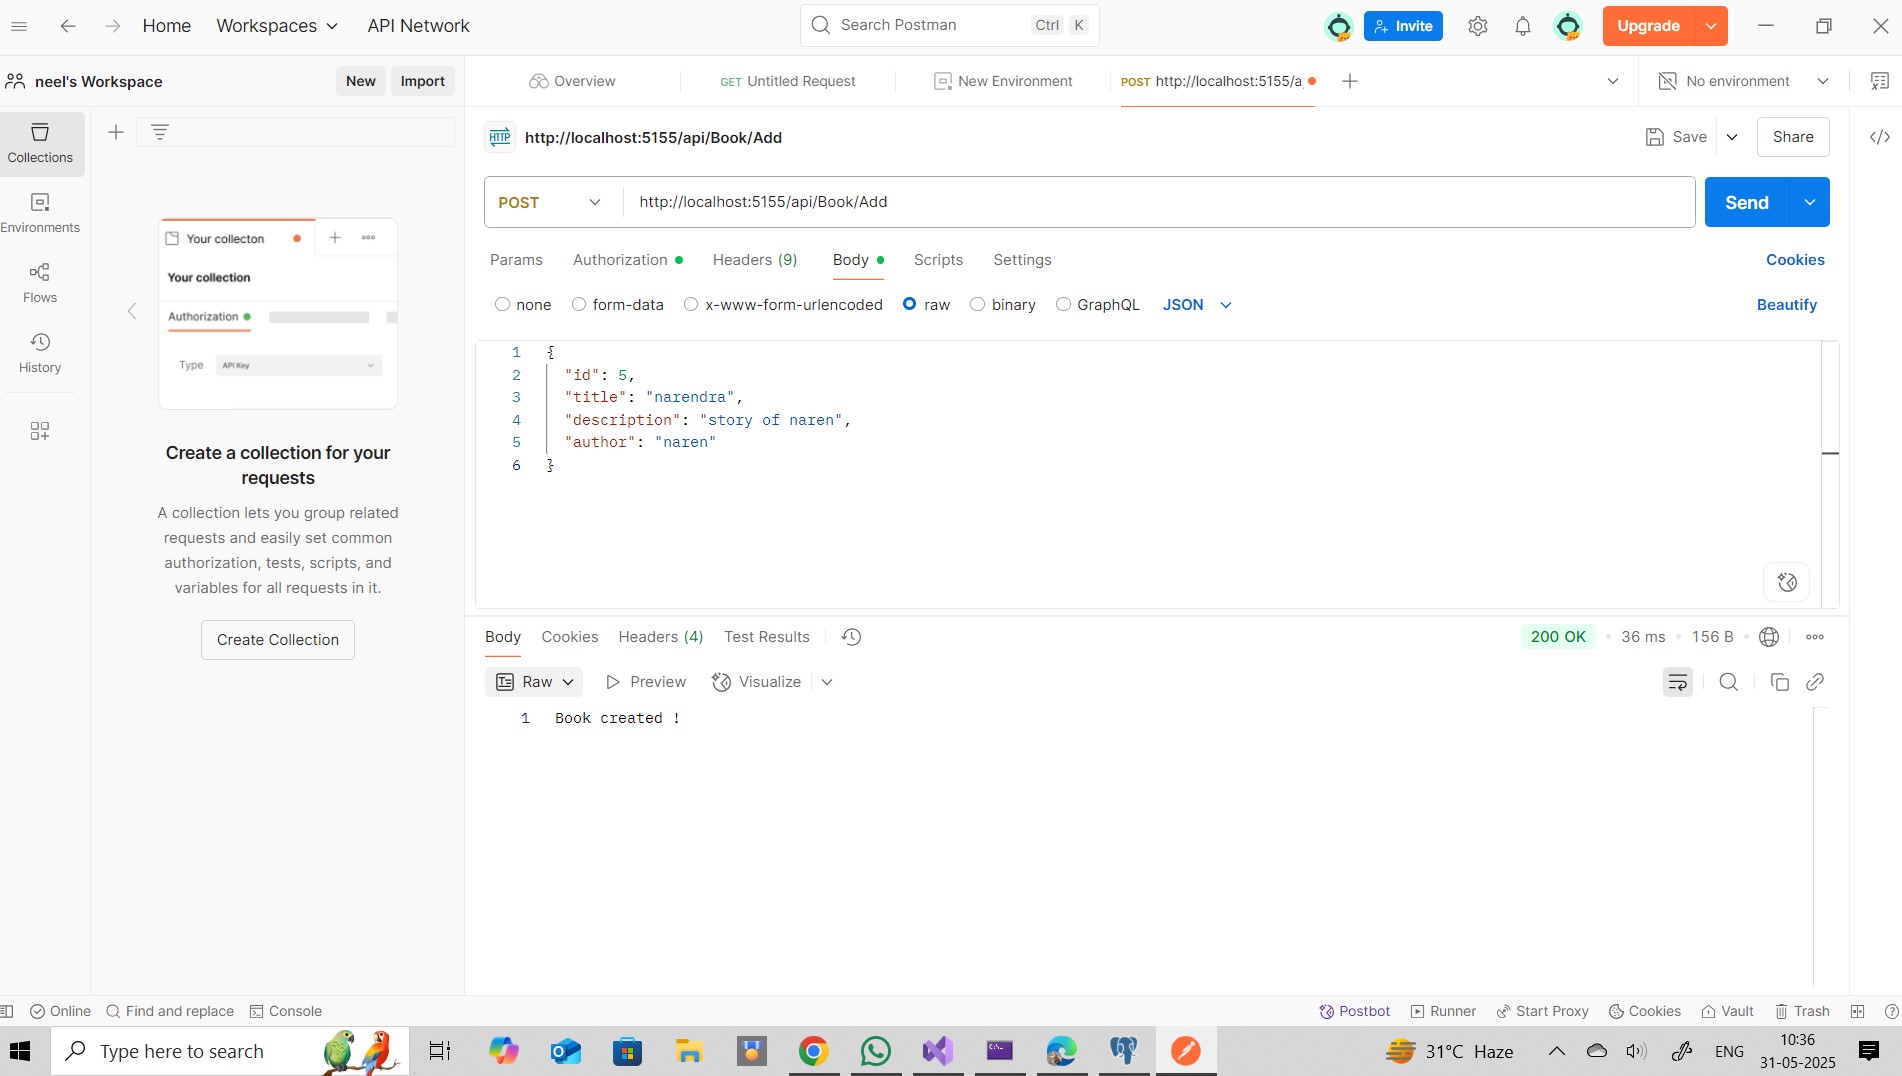 Home Workspaces API Network Search Postman Ctrl K Invite Upgrade
neel's Workspace New Import Overview GET Untitled Request New Environment POST http://localhost:5155/a No environment
Collections
Environments
Flows
History
Your collecton
Your collection
Authorization
Type API Key
Create a collection for your
requests
A collection lets you group related
requests and easily set common
authorization, tests, scripts, and
variables for all requests in it.
Create Collection
HTTP http://localhost:5155/api/Book/Add Save Share
POST http://localhost:5155/api/Book/Add Send
Params Authorization Headers (9) Body Scripts Settings Cookies
none form-data x-www-form-urlencoded raw binary GraphQL JSON Beautify
1 {
2 "id": 5,
3 "title": "narendra",
4 "description": "story of naren",
5 "author": "naren"
6 }
Body Cookies Headers (4) Test Results 200 OK • 36 ms • 156 B
Raw Preview Visualize
1 Book created !
Online Find and replace Console Postbot Runner Start Proxy Cookies Vault Trash
Type here to search 31°C Haze ENG 10:36
31-05-2025